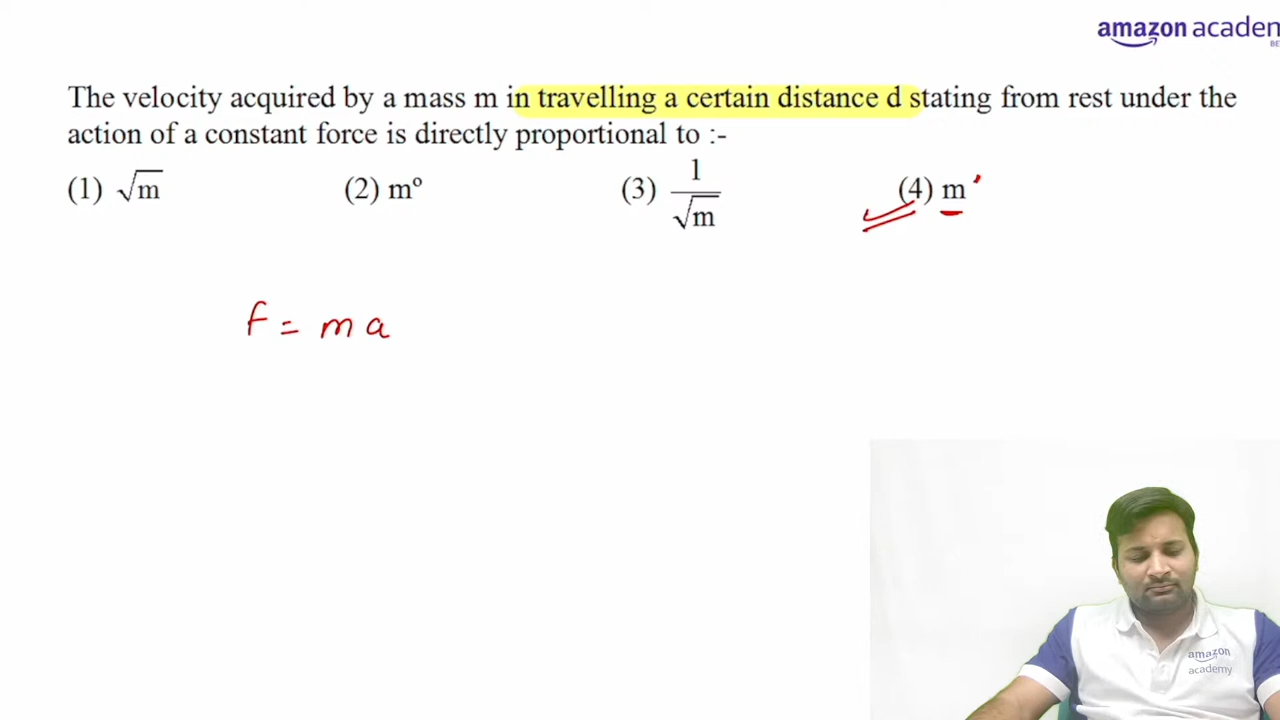 amazon academ
BE
The velocity acquired by a mass m in travelling a certain distance d stating from rest under the
action of a constant force is directly proportional to :-
(1) √m (2) m° (3) 1/√m (4) m
F = m a
amazon
academy